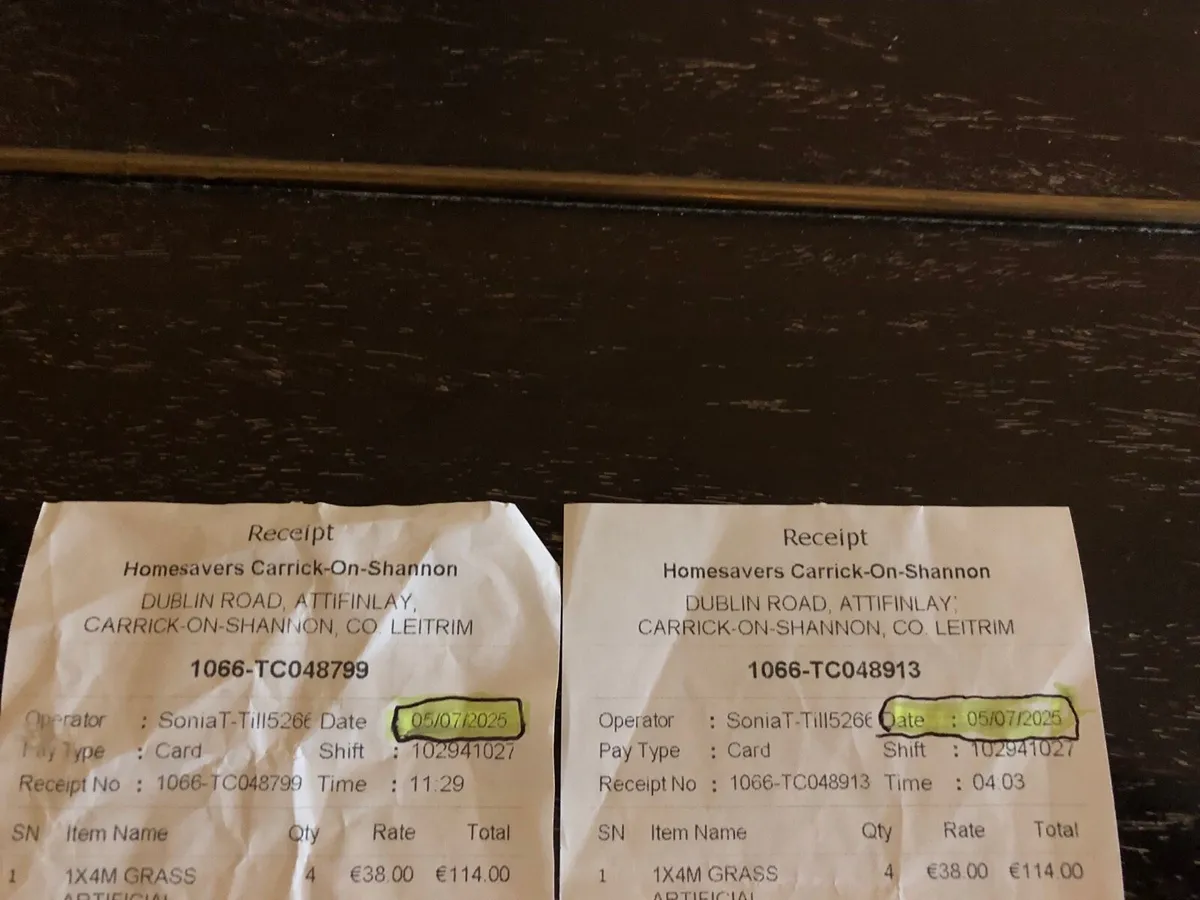 Receipt
Homesavers Carrick-On-Shannon
DUBLIN ROAD, ATTIFINLAY,
CARRICK-ON-SHANNON, CO. LEITRIM
1066-TC048799
Operator : SoniaT-Till5266 Date : 05/07/2025
Pay Type : Card Shift : 102941027
Receipt No : 1066-TC048799 Time : 11:29
SN Item Name Qty Rate Total
1 1X4M GRASS 4 €38.00 €114.00
ARTIFICIAL
Receipt
Homesavers Carrick-On-Shannon
DUBLIN ROAD, ATTIFINLAY,
CARRICK-ON-SHANNON, CO. LEITRIM
1066-TC048913
Operator : SoniaT-Till5266 Date : 05/07/2025
Pay Type : Card Shift : 102941027
Receipt No : 1066-TC048913 Time : 04:03
SN Item Name Qty Rate Total
1 1X4M GRASS 4 €38.00 €114.00
ARTIFICIAL